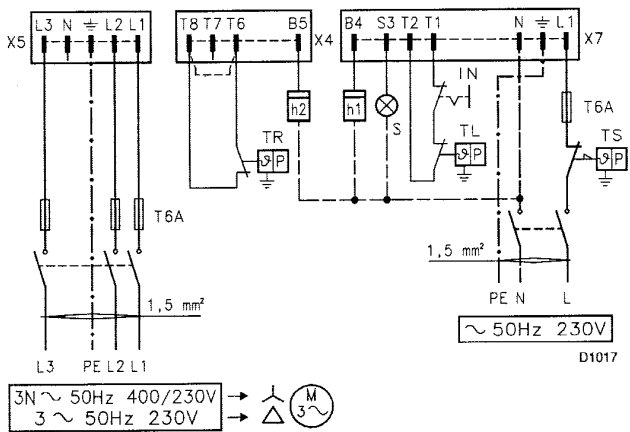 L3 N ⏚ L2 L1
X5
T8 T7 T6 B5
X4
B4 S3 T2 T1 N ⏚ L1
X7
h2
h1
S
IN
TR
ϑ P
TL
ϑ P
T6A
TS
ϑ P
T6A
1,5 mm²
1,5 mm²
PE N L
∼ 50Hz 230V
D1017
L3 PE L2 L1
3N ∼ 50Hz 400/230V
3 ∼ 50Hz 230V
M
3∼